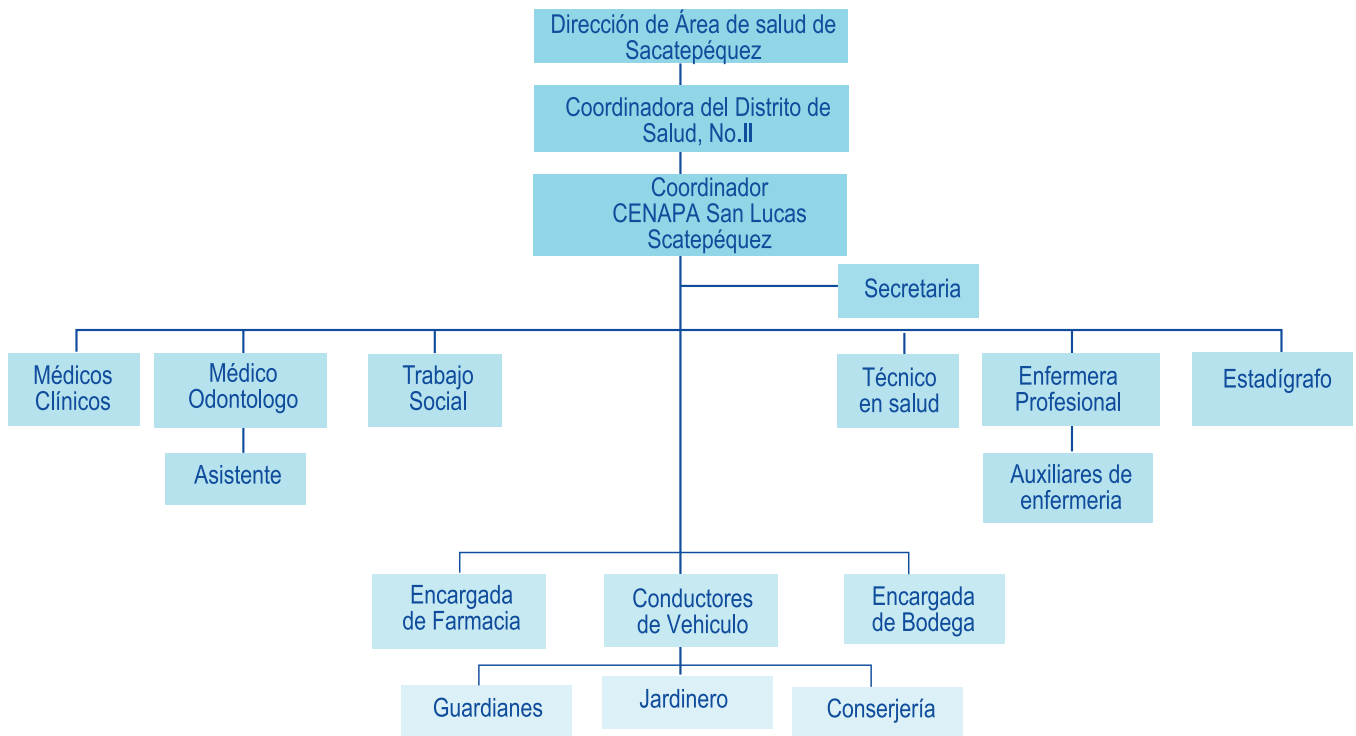 Dirección de Área de salud de
Sacatepéquez
Coordinadora del Distrito de
Salud, No.II
Coordinador
CENAPA San Lucas
Scatepéquez
Secretaria
Médicos
Clínicos
Médico
Odontologo
Trabajo
Social
Técnico
en salud
Enfermera
Profesional
Estadígrafo
Asistente
Auxiliares de
enfermeria
Encargada
de Farmacia
Conductores
de Vehiculo
Encargada
de Bodega
Guardianes
Jardinero
Conserjería